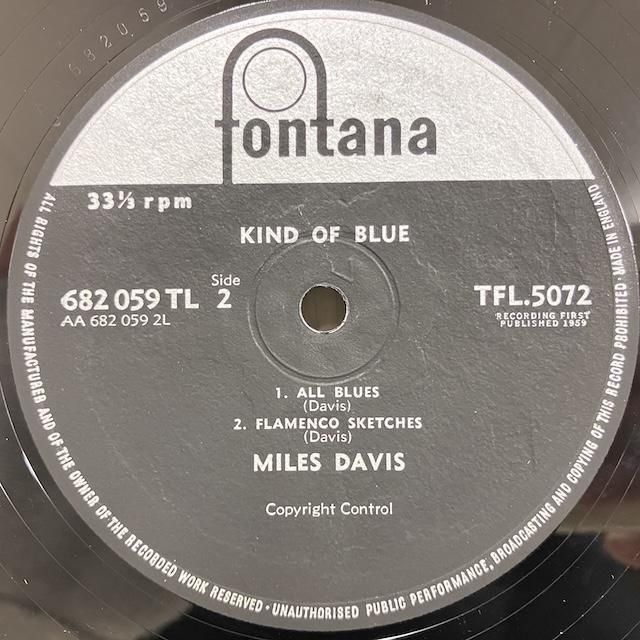 682059
fontana
33⅓ rpm
KIND OF BLUE
682 059 TL
AA 682 059 2L
Side
2
TFL.5072
RECORDING FIRST
PUBLISHED 1959
1. ALL BLUES
(Davis)
2. FLAMENCO SKETCHES
(Davis)
MILES DAVIS
Copyright Control
ALL RIGHTS OF THE MANUFACTURER AND OF THE OWNER OF THE RECORDED WORK RESERVED · UNAUTHORISED PUBLIC PERFORMANCE, BROADCASTING AND COPYING OF THIS RECORD PROHIBITED · MADE IN ENGLAND